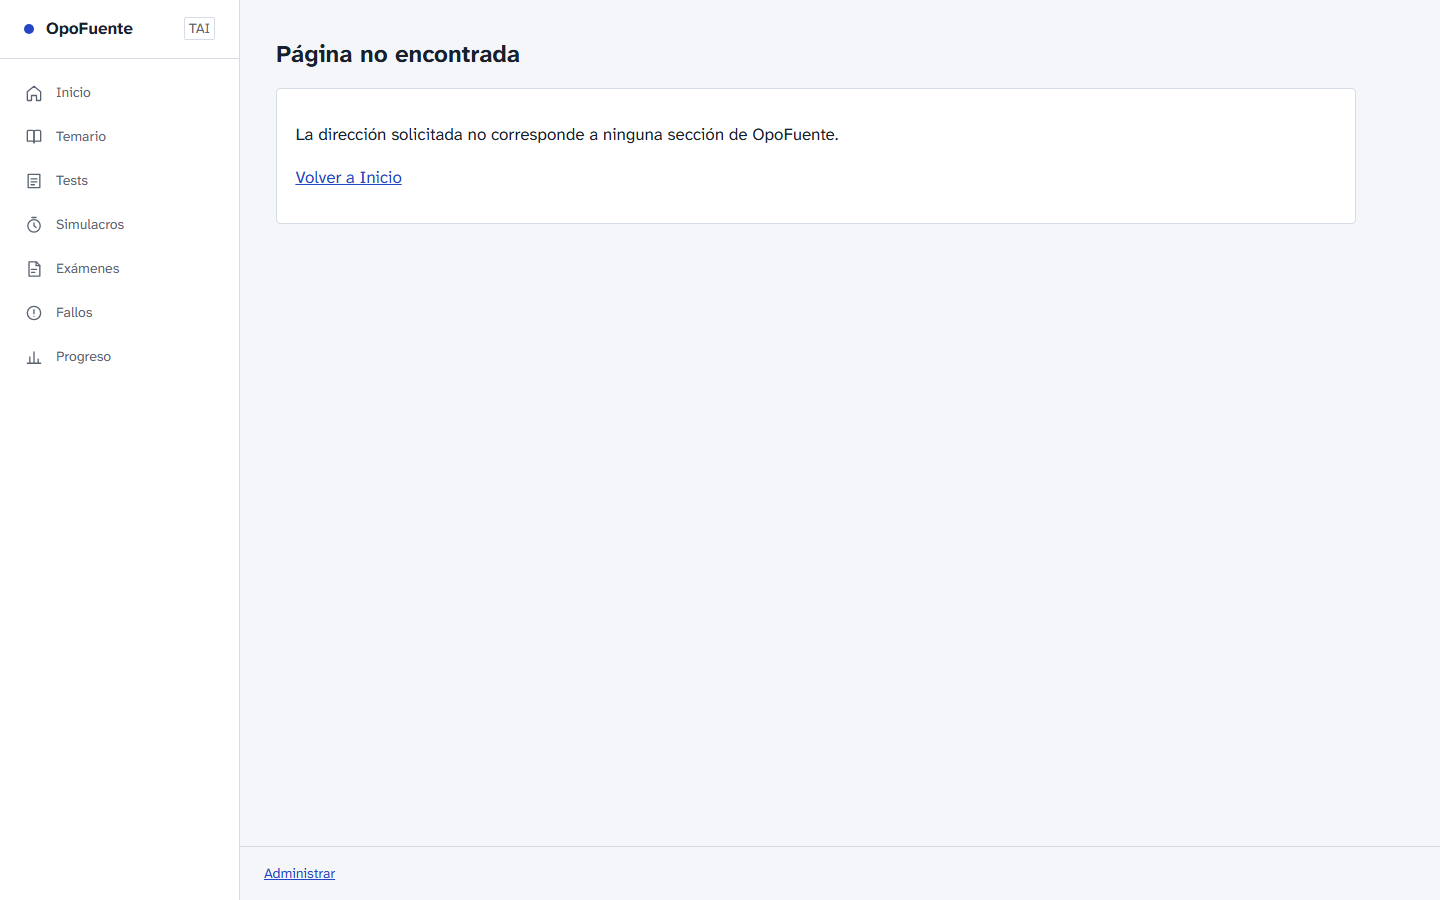 OpoFuente
TAI
Inicio
Temario
Tests
Simulacros
Exámenes
Fallos
Progreso
Página no encontrada
La dirección solicitada no corresponde a ninguna sección de OpoFuente.
Volver a Inicio
Administrar